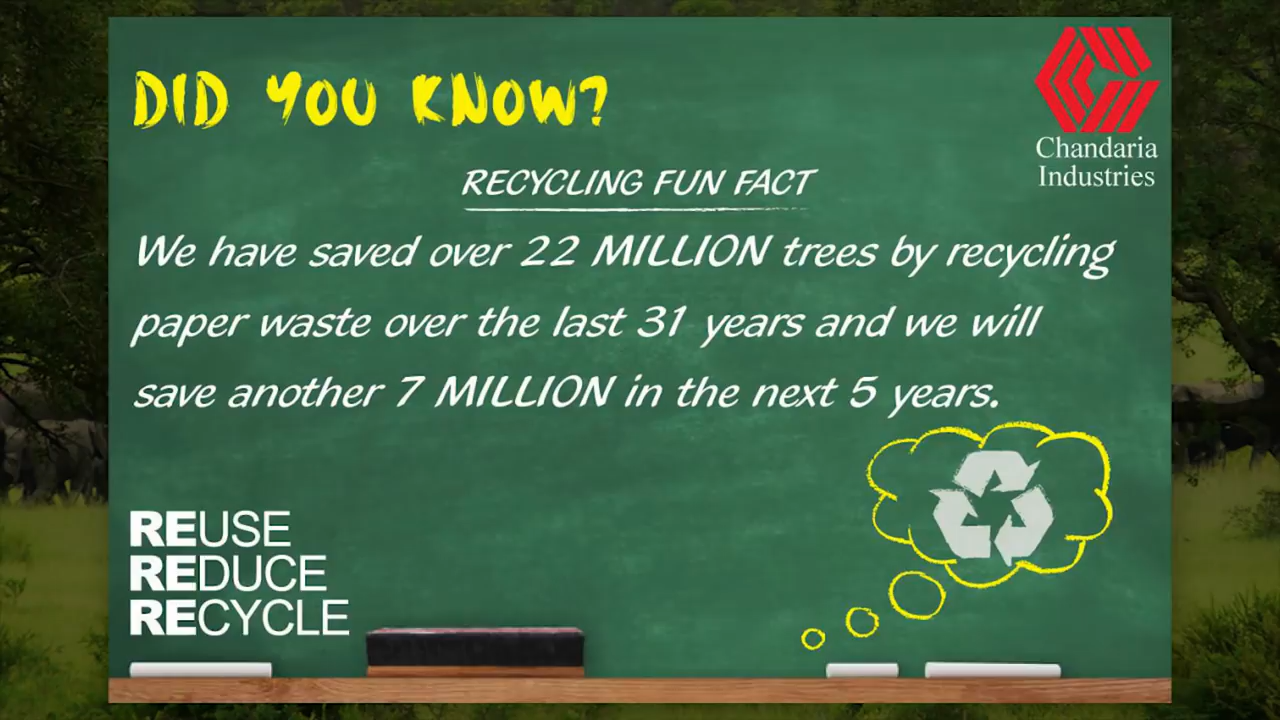 DID YOU KNOW?
Chandaria
Industries
RECYCLING FUN FACT
We have saved over 22 MILLION trees by recycling
paper waste over the last 31 years and we will
save another 7 MILLION in the next 5 years.
REUSE
REDUCE
RECYCLE